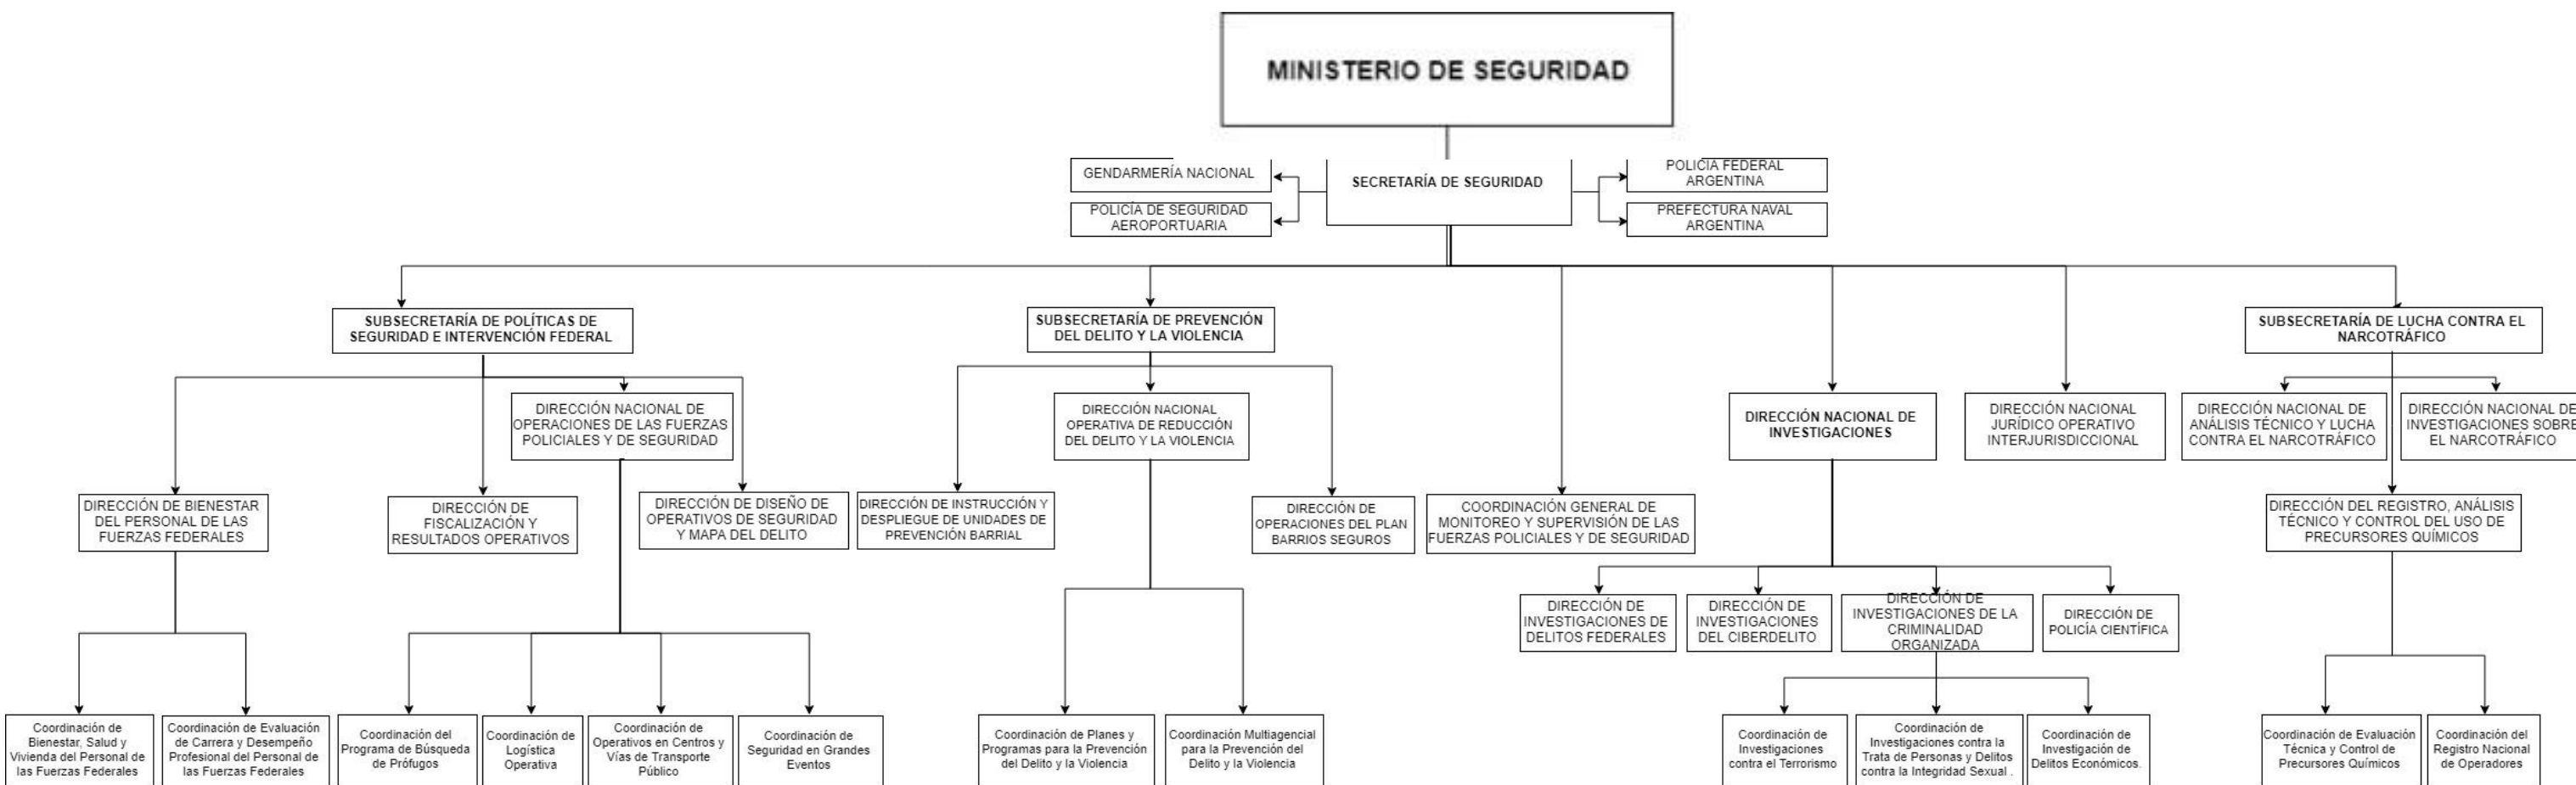 MINISTERIO DE SEGURIDAD
GENDARMERÍA NACIONAL
SECRETARÍA DE SEGURIDAD
POLICÍA FEDERAL
ARGENTINA
POLICÍA DE SEGURIDAD
AEROPORTUARIA
PREFECTURA NAVAL
ARGENTINA
SUBSECRETARÍA DE POLÍTICAS DE
SEGURIDAD E INTERVENCIÓN FEDERAL
SUBSECRETARÍA DE PREVENCIÓN
DEL DELITO Y LA VIOLENCIA
SUBSECRETARÍA DE LUCHA CONTRA EL
NARCOTRÁFICO
DIRECCIÓN NACIONAL DE
OPERACIONES DE LAS FUERZAS
POLICIALES Y DE SEGURIDAD
DIRECCIÓN NACIONAL
OPERATIVA DE REDUCCIÓN
DEL DELITO Y LA VIOLENCIA
DIRECCIÓN NACIONAL DE
INVESTIGACIONES
DIRECCIÓN NACIONAL
JURÍDICO OPERATIVO
INTERJURISDICCIONAL
DIRECCIÓN NACIONAL DE
ANÁLISIS TÉCNICO Y LUCHA
CONTRA EL NARCOTRÁFICO
DIRECCIÓN NACIONAL DE
INVESTIGACIONES SOBRE
EL NARCOTRÁFICO
DIRECCIÓN DE BIENESTAR
DEL PERSONAL DE LAS
FUERZAS FEDERALES
DIRECCIÓN DE
FISCALIZACIÓN Y
RESULTADOS OPERATIVOS
DIRECCIÓN DE DISEÑO DE
OPERATIVOS DE SEGURIDAD
Y MAPA DEL DELITO
DIRECCIÓN DE INSTRUCCIÓN Y
DESPLIEGUE DE UNIDADES DE
PREVENCIÓN BARRIAL
DIRECCIÓN DE
OPERACIONES DEL PLAN
BARRIOS SEGUROS
COORDINACIÓN GENERAL DE
MONITOREO Y SUPERVISIÓN DE LAS
FUERZAS POLICIALES Y DE SEGURIDAD
DIRECCIÓN DEL REGISTRO, ANÁLISIS
TÉCNICO Y CONTROL DEL USO DE
PRECURSORES QUÍMICOS
DIRECCIÓN DE
INVESTIGACIONES DE
DELITOS FEDERALES
DIRECCIÓN DE
INVESTIGACIONES
DEL CIBERDELITO
DIRECCIÓN DE
INVESTIGACIONES DE LA
CRIMINALIDAD
ORGANIZADA
DIRECCIÓN DE
POLICÍA CIENTÍFICA
Coordinación de
Bienestar, Salud y
Vivienda del Personal de
las Fuerzas Federales
Coordinación de Evaluación
de Carrera y Desempeño
Profesional del Personal de
las Fuerzas Federales
Coordinación del
Programa de Búsqueda
de Prófugos
Coordinación de
Logística
Operativa
Coordinación de
Operativos en Centros y
Vías de Transporte
Público
Coordinación de
Seguridad en Grandes
Eventos
Coordinación de Planes y
Programas para la Prevención
del Delito y la Violencia
Coordinación Multiagencial
para la Prevención del
Delito y la Violencia
Coordinación de
Investigaciones
contra el Terrorismo
Coordinación de
Investigaciones contra la
Trata de Personas y Delitos
contra la Integridad Sexual .
Coordinación de
Investigación de
Delitos Económicos.
Coordinación de Evaluación
Técnica y Control de
Precursores Químicos
Coordinación del
Registro Nacional
de Operadores